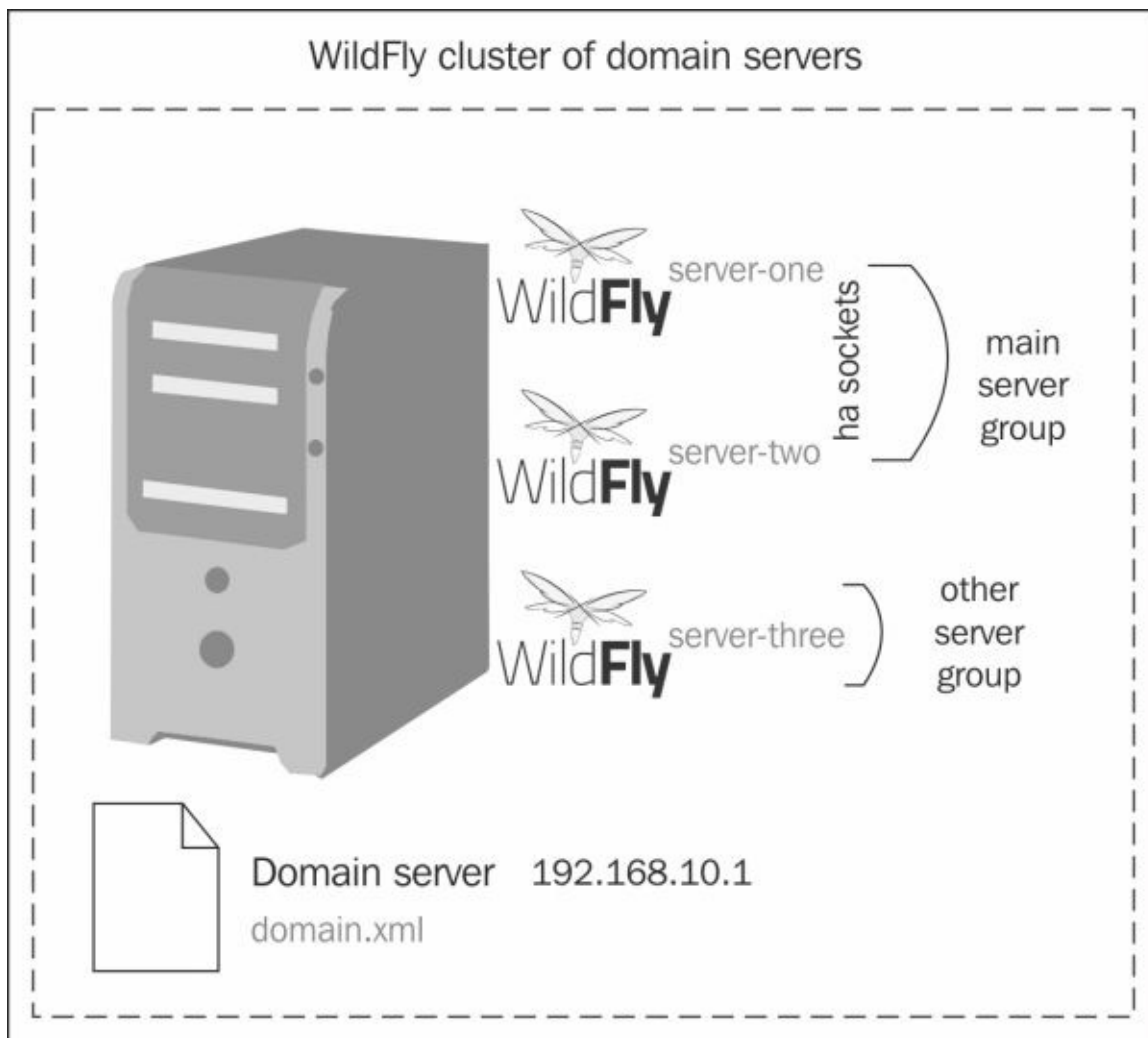 WildFly cluster of domain servers
WildFly server-one
ha sockets
main
server
group
WildFly server-two
WildFly server-three
other
server
group
Domain server 192.168.10.1
domain.xml